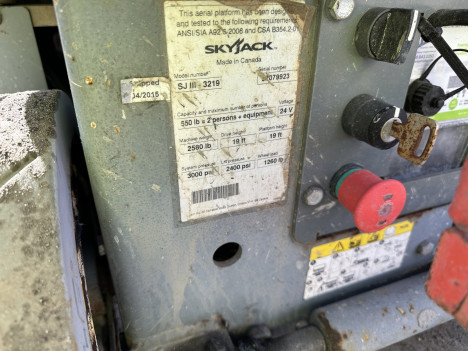 This aerial platform has been designed
and tested to the following requirements
ANSI/SIA A92.6-2006 and CSA B354.2-01
SKYJACK
Made in Canada
Model number
Serial number
SJ III 3219
Shipped
04/2015
Capacity and maximum number of persons
Voltage
550 lb = 2 persons + equipment
24 V
Machine weight
Drive height
Platform height
2580 lb
19 ft
19 ft
System pressure
Lift pressure
Wheel load
3000 psi
2400 psi
1260 lb